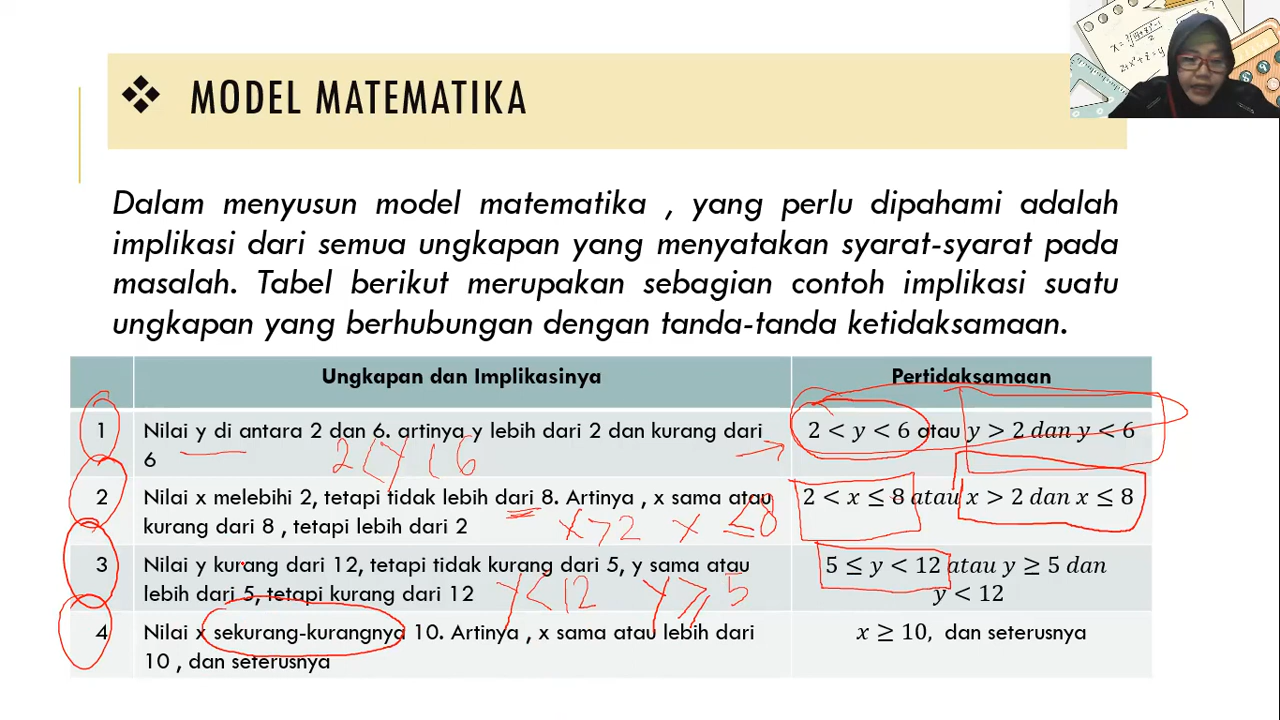 ❖ MODEL MATEMATIKA
Dalam menyusun model matematika , yang perlu dipahami adalah
implikasi dari semua ungkapan yang menyatakan syarat-syarat pada
masalah. Tabel berikut merupakan sebagian contoh implikasi suatu
ungkapan yang berhubungan dengan tanda-tanda ketidaksamaan.
Ungkapan dan Implikasinya
Pertidaksamaan
1
Nilai y di antara 2 dan 6. artinya y lebih dari 2 dan kurang dari
6
2 < y < 6
2 < y < 6 atau y > 2 dan y < 6
2
Nilai x melebihi 2, tetapi tidak lebih dari 8. Artinya , x sama atau
kurang dari 8 , tetapi lebih dari 2
x > 2 x ≤ 8
2 < x ≤ 8 atau x > 2 dan x ≤ 8
3
Nilai y kurang dari 12, tetapi tidak kurang dari 5, y sama atau
lebih dari 5, tetapi kurang dari 12
y < 12 y ≥ 5
5 ≤ y < 12 atau y ≥ 5 dan
y < 12
4
Nilai x sekurang-kurangnya 10. Artinya , x sama atau lebih dari
10 , dan seterusnya
x ≥ 10, dan seterusnya